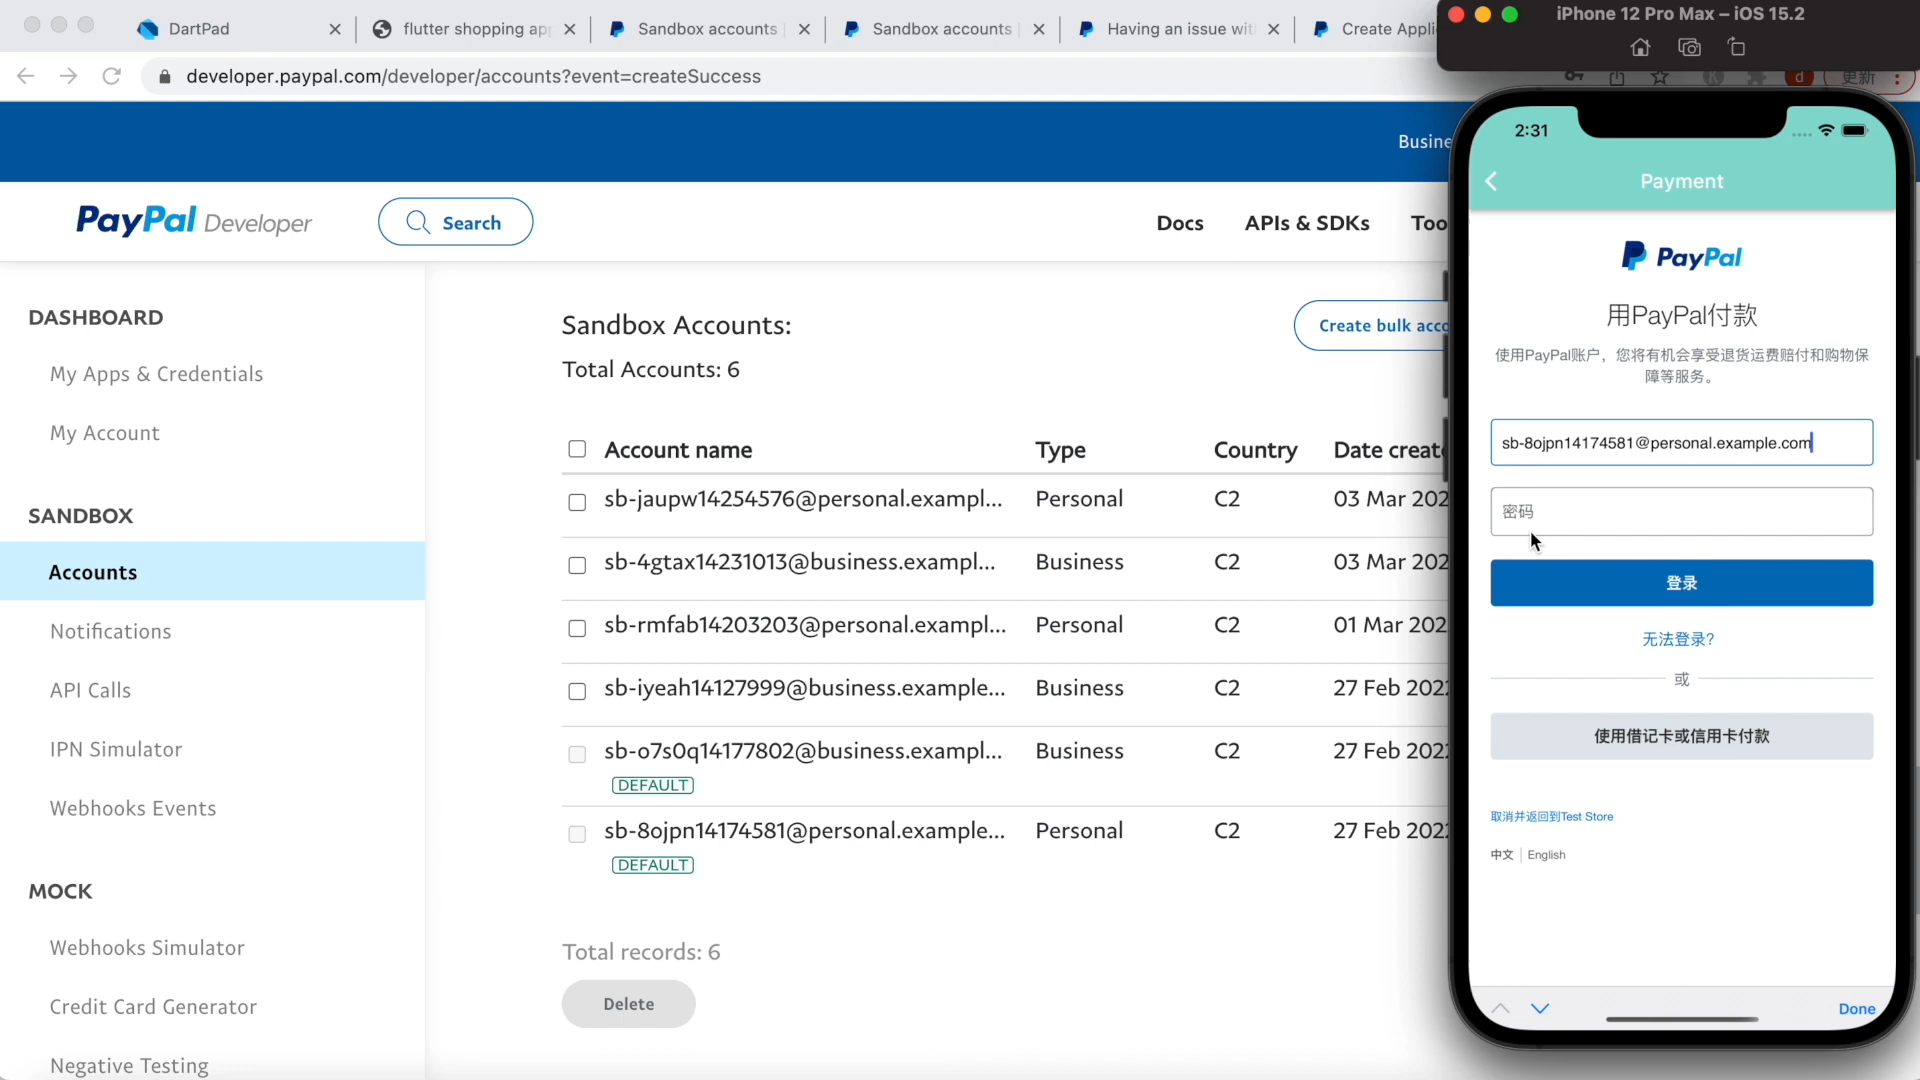 DartPad
flutter shopping ap
Sandbox accounts
Sandbox accounts
Having an issue wit
Create Appli
iPhone 12 Pro Max – iOS 15.2
developer.paypal.com/developer/accounts?event=createSuccess
d
更新
Busine
PayPal Developer
Search
Docs
APIs & SDKs
Too
DASHBOARD
My Apps & Credentials
My Account
SANDBOX
Accounts
Notifications
API Calls
IPN Simulator
Webhooks Events
MOCK
Webhooks Simulator
Credit Card Generator
Negative Testing
Sandbox Accounts:
Create bulk acco
Total Accounts: 6
Account name Type Country Date create
sb-jaupw14254576@personal.exampl... Personal C2 03 Mar 202
sb-4gtax14231013@business.exampl... Business C2 03 Mar 202
sb-rmfab14203203@personal.exampl... Personal C2 01 Mar 202
sb-iyeah14127999@business.example... Business C2 27 Feb 202
sb-o7s0q14177802@business.exampl... Business C2 27 Feb 202
DEFAULT
sb-8ojpn14174581@personal.example... Personal C2 27 Feb 202
DEFAULT
Total records: 6
Delete
2:31
Payment
PayPal
用PayPal付款
使用PayPal账户，您将有机会享受退货运费赔付和购物保
障等服务。
sb-8ojpn14174581@personal.example.com
密码
登录
无法登录?
或
使用借记卡或信用卡付款
取消并返回到Test Store
中文 English
Done